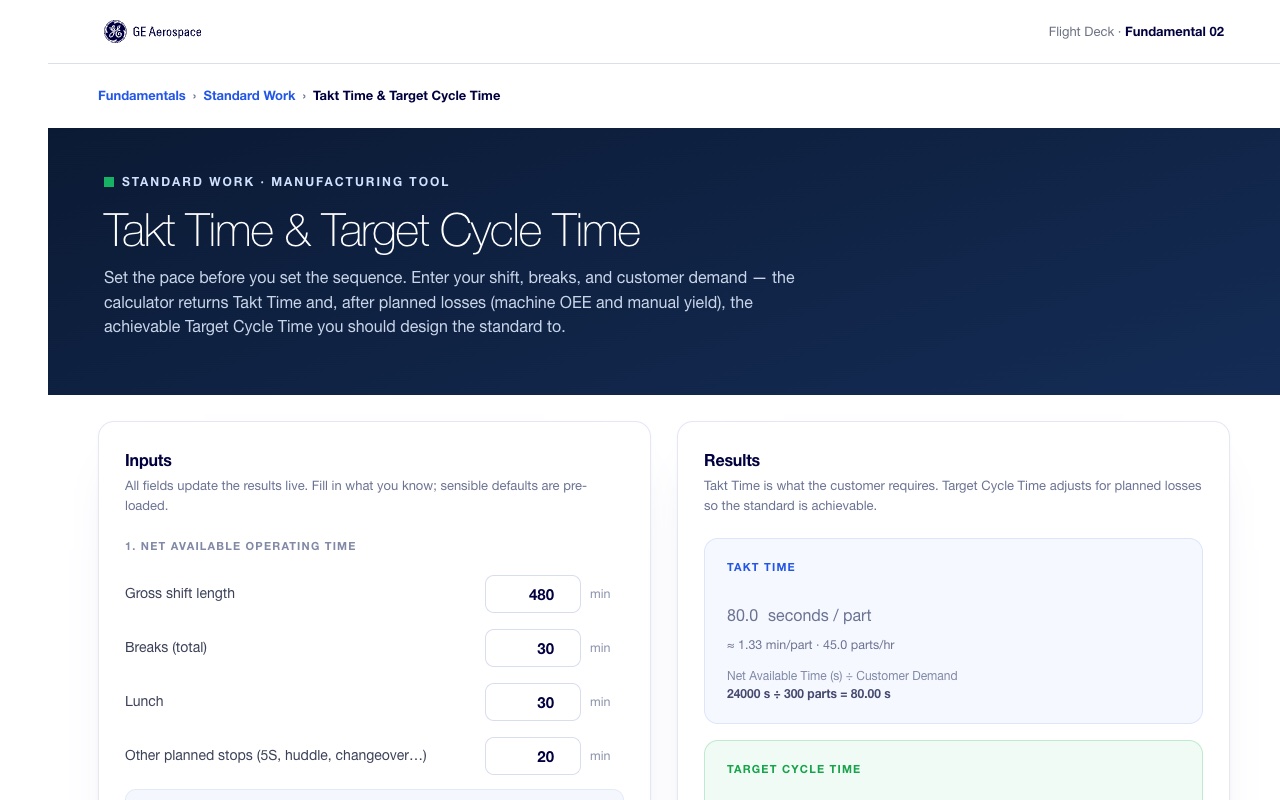 GE Aerospace
Flight Deck · Fundamental 02
Fundamentals › Standard Work › Takt Time & Target Cycle Time
STANDARD WORK · MANUFACTURING TOOL
Takt Time & Target Cycle Time
Set the pace before you set the sequence. Enter your shift, breaks, and customer demand — the
calculator returns Takt Time and, after planned losses (machine OEE and manual yield), the
achievable Target Cycle Time you should design the standard to.
Inputs
All fields update the results live. Fill in what you know; sensible defaults are pre-
loaded.
1. NET AVAILABLE OPERATING TIME
Gross shift length 480 min
Breaks (total) 30 min
Lunch 30 min
Other planned stops (5S, huddle, changeover…) 20 min
Results
Takt Time is what the customer requires. Target Cycle Time adjusts for planned losses
so the standard is achievable.
TAKT TIME
80.0 seconds / part
≈ 1.33 min/part · 45.0 parts/hr
Net Available Time (s) ÷ Customer Demand
24000 s ÷ 300 parts = 80.00 s
TARGET CYCLE TIME